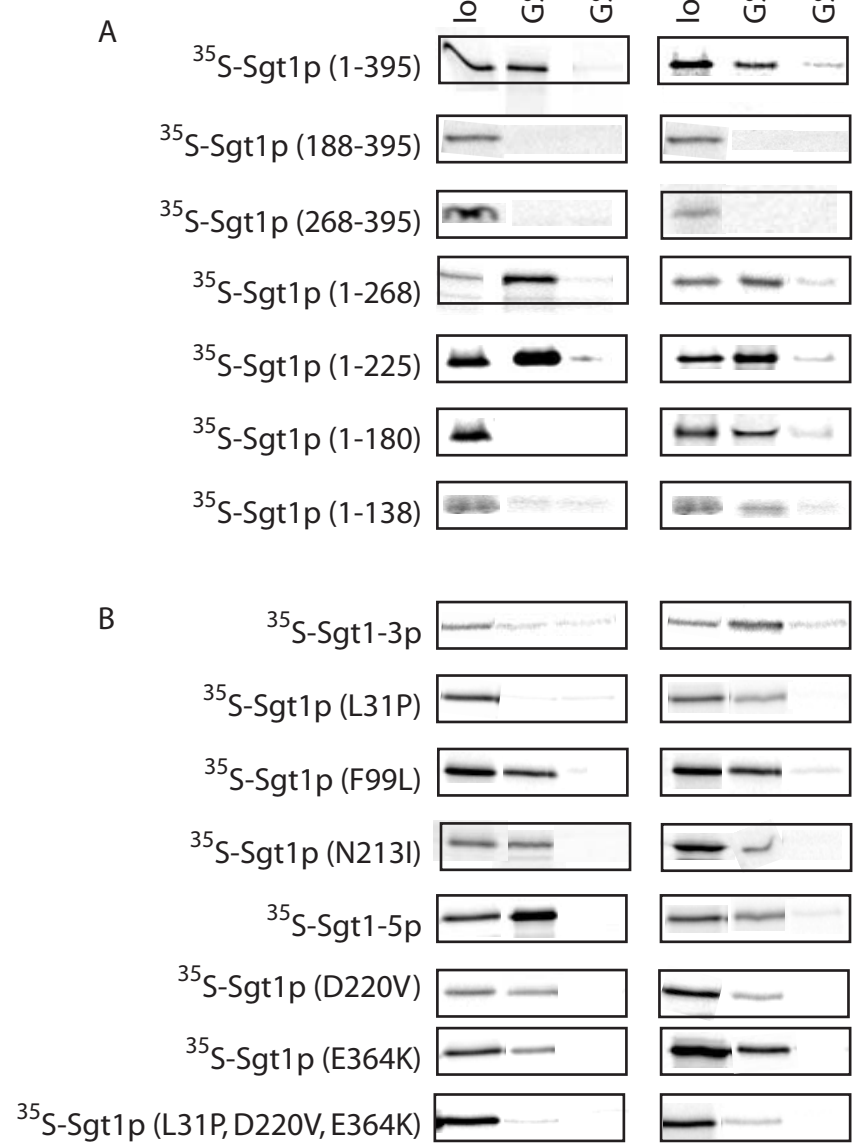 A
³⁵S-Sgt1p (1-395)
³⁵S-Sgt1p (188-395)
³⁵S-Sgt1p (268-395)
³⁵S-Sgt1p (1-268)
³⁵S-Sgt1p (1-225)
³⁵S-Sgt1p (1-180)
³⁵S-Sgt1p (1-138)
B
³⁵S-Sgt1-3p
³⁵S-Sgt1p (L31P)
³⁵S-Sgt1p (F99L)
³⁵S-Sgt1p (N213I)
³⁵S-Sgt1-5p
³⁵S-Sgt1p (D220V)
³⁵S-Sgt1p (E364K)
³⁵S-Sgt1p (L31P, D220V, E364K)